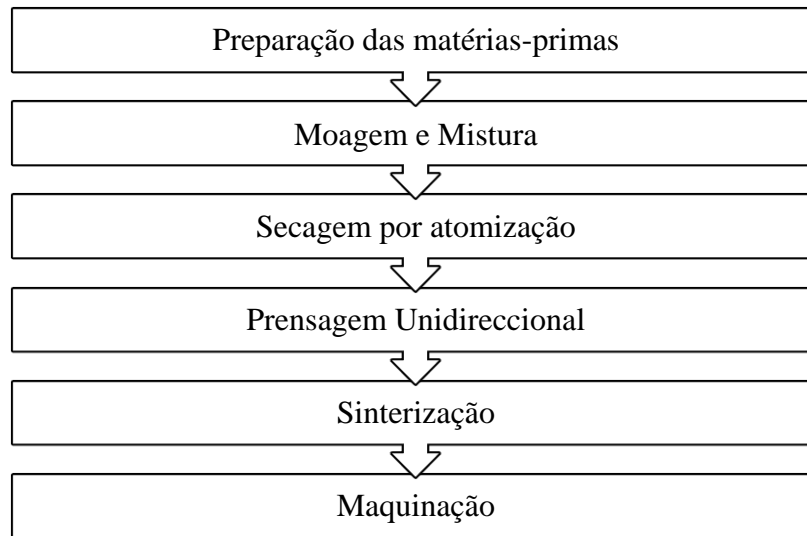 Preparação das matérias-primas
Moagem e Mistura
Secagem por atomização
Prensagem Unidireccional
Sinterização
Maquinação